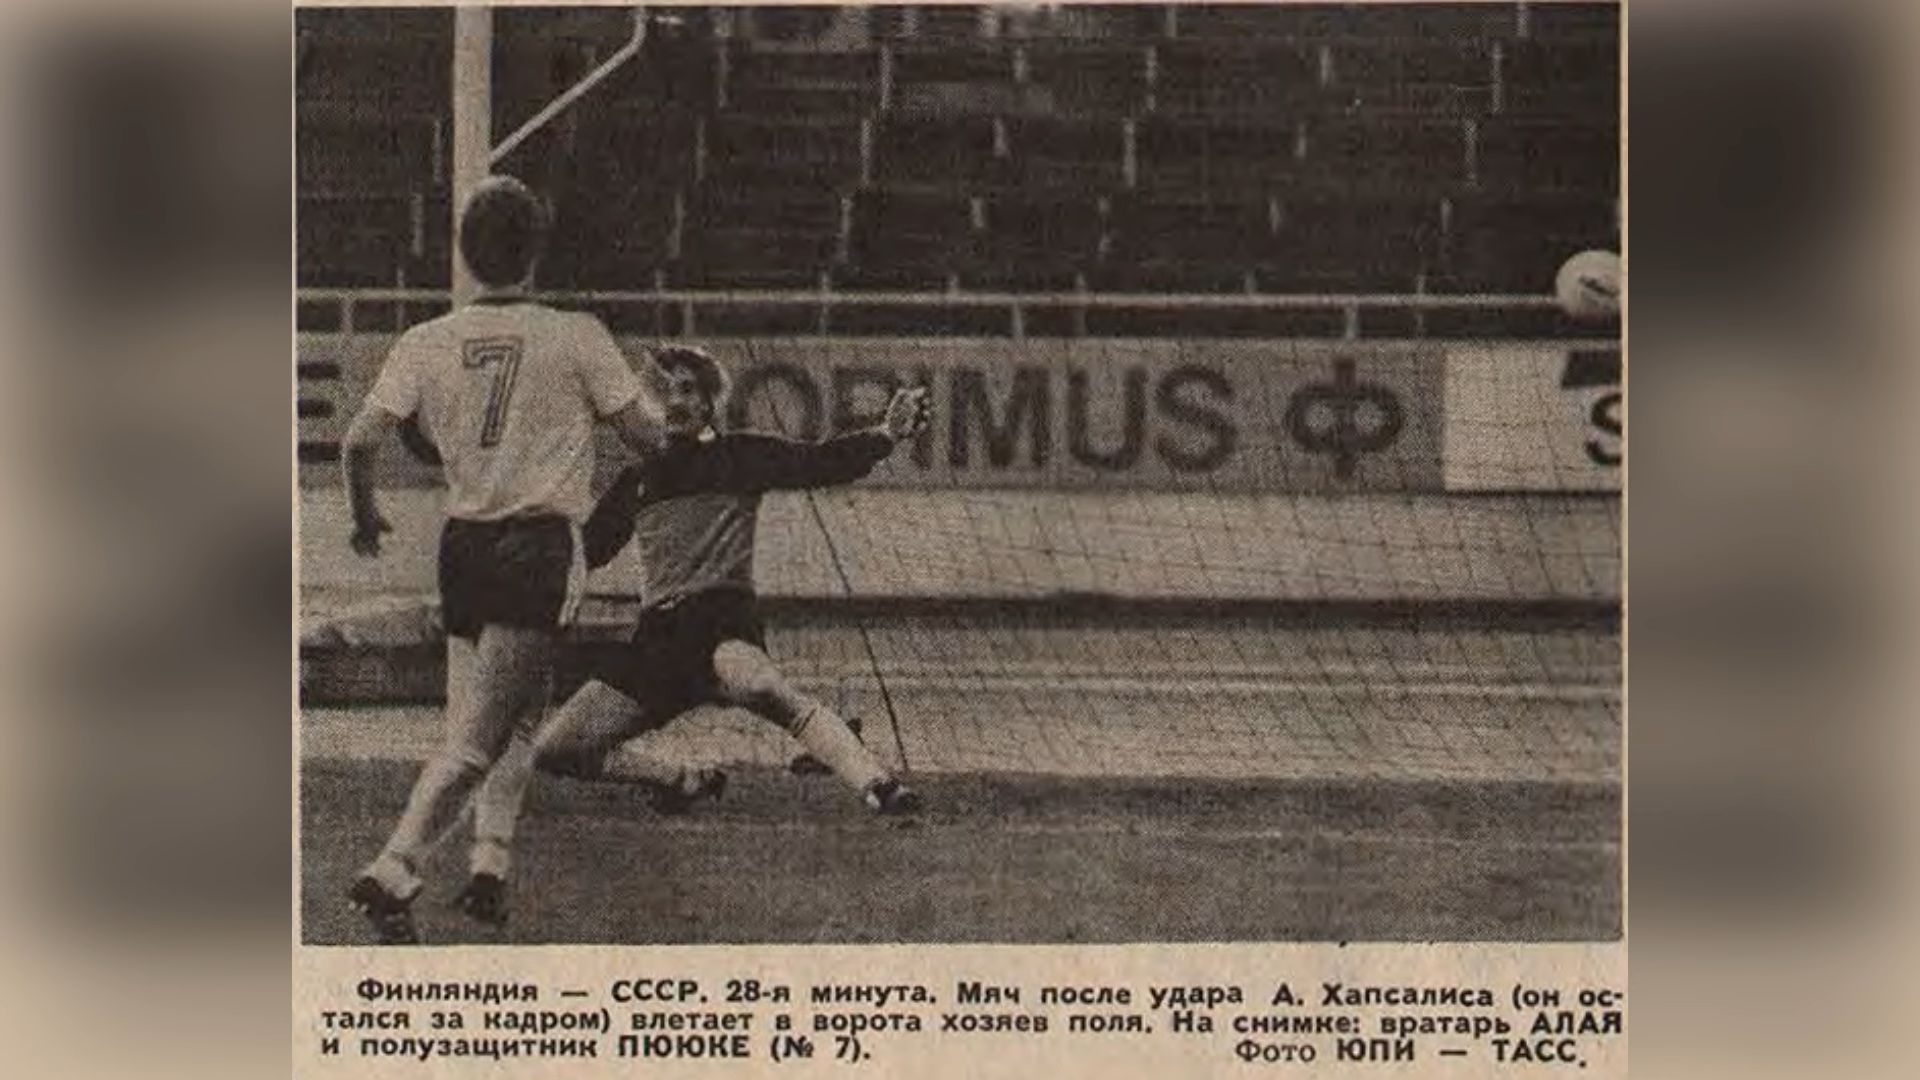 7
OPIMUS
S
Финляндия — СССР. 28-я минута. Мяч после удара А. Хапсалиса (он ос-
тался за кадром) влетает в ворота хозяев поля. На снимке: вратарь АЛАЯ
и полузащитник ПЮЮКЕ (№ 7). Фото ЮПИ — ТАСС.